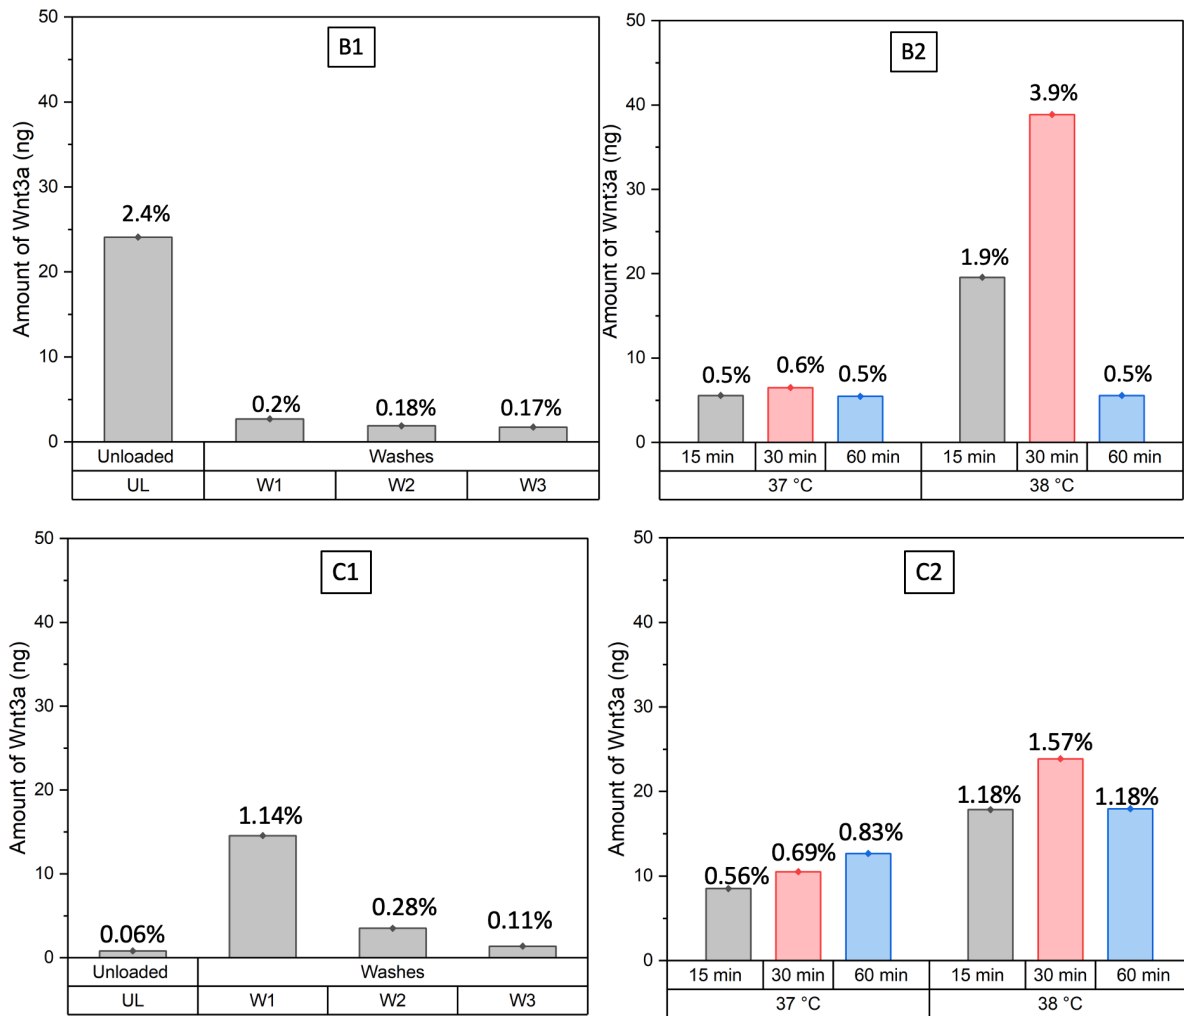 B1
Amount of Wnt3a (ng)
50
40
30
20
10
0
2.4%
0.2%
0.18%
0.17%
Unloaded
Washes
UL
W1
W2
W3
B2
Amount of Wnt3a (ng)
50
40
30
20
10
0
0.5%
0.6%
0.5%
1.9%
3.9%
0.5%
15 min
30 min
60 min
15 min
30 min
60 min
37 °C
38 °C
C1
Amount of Wnt3a (ng)
50
40
30
20
10
0
0.06%
1.14%
0.28%
0.11%
Unloaded
Washes
UL
W1
W2
W3
C2
Amount of Wnt3a (ng)
50
40
30
20
10
0
0.56%
0.69%
0.83%
1.18%
1.57%
1.18%
15 min
30 min
60 min
15 min
30 min
60 min
37 °C
38 °C